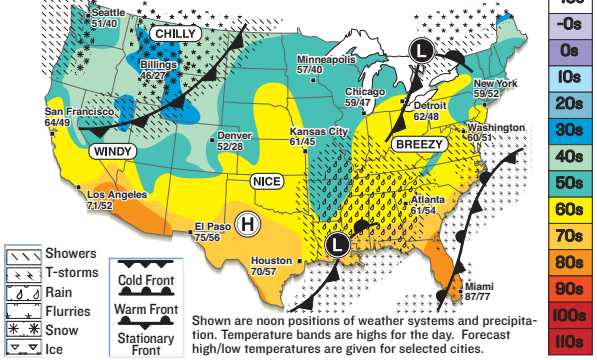 Seattle
51/40
CHILLY
Billings
46/27
Minneapolis
57/40
L
San Francisco
64/49
Chicago
59/47
Detroit
62/48
New York
59/52
Denver
52/28
Kansas City
61/45
Washington
60/51
WINDY
BREEZY
NICE
Los Angeles
71/52
Atlanta
61/54
El Paso
75/56
H
L
Houston
70/57
Miami
87/77
Showers
T-storms
Rain
Flurries
Snow
Ice
Cold Front
Warm Front
Stationary
Front
Shown are noon positions of weather systems and precipita-
tion. Temperature bands are highs for the day. Forecast
high/low temperatures are given for selected cities.
-0s
0s
10s
20s
30s
40s
50s
60s
70s
80s
90s
100s
110s